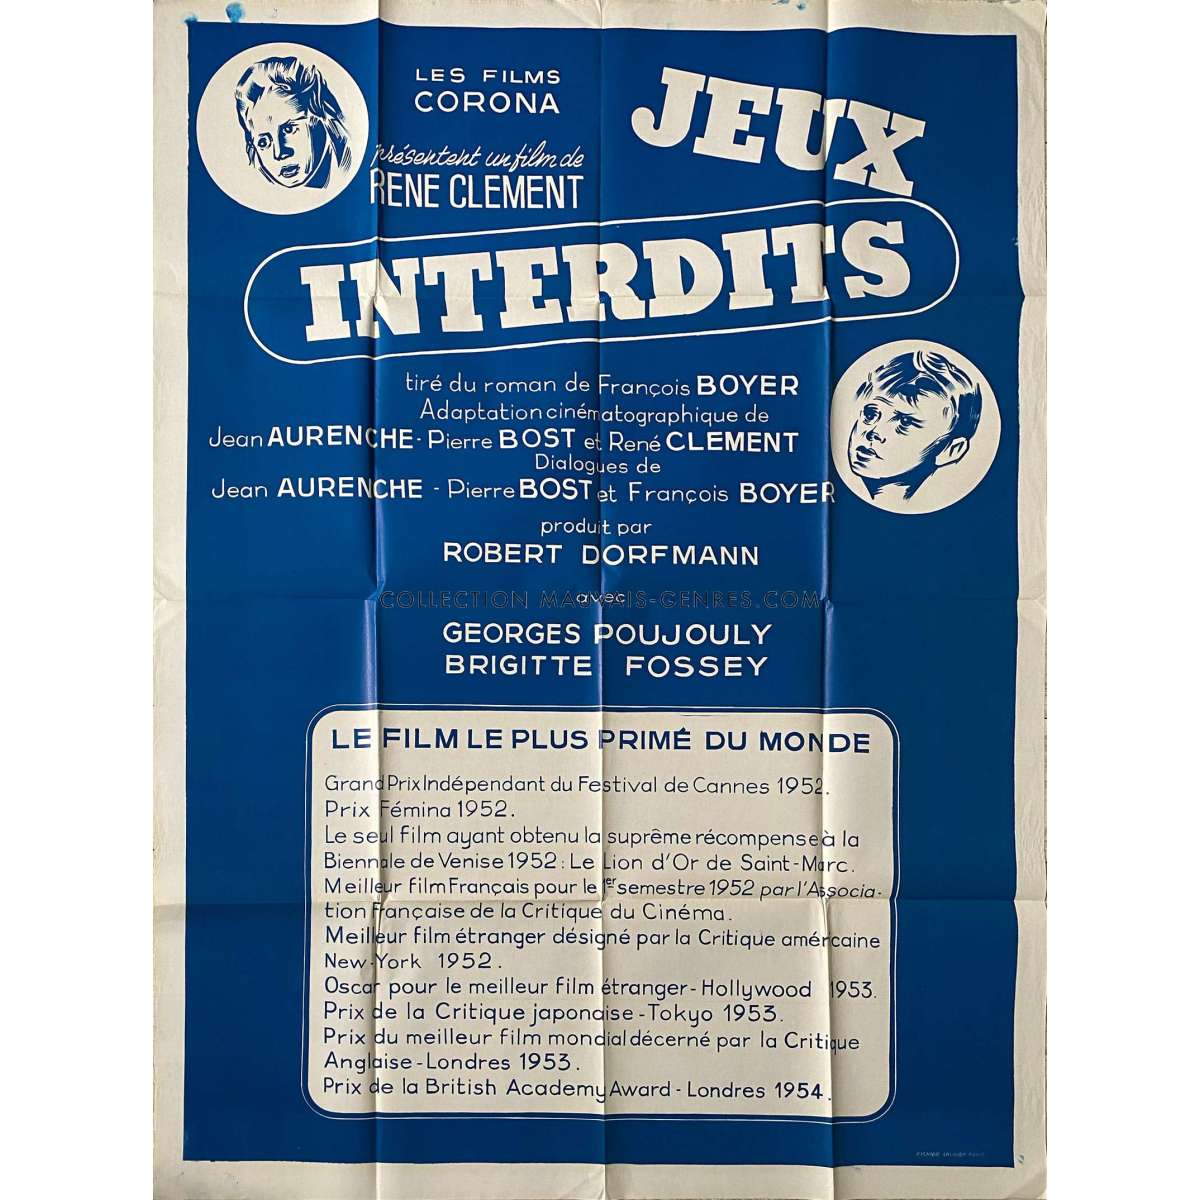 LES FILMS
CORONA
présentent un film de
RENE CLEMENT
JEUX
INTERDITS
tiré du roman de François BOYER
Adaptation cinématographique de
Jean AURENCHE - Pierre BOST et René CLEMENT
Dialogues de
Jean AURENCHE - Pierre BOST et François BOYER
produit par
ROBERT DORFMANN
avec
COLLECTION MAUVAIS-GENRES.COM
GEORGES POUJOULY
BRIGITTE FOSSEY
LE FILM LE PLUS PRIMÉ DU MONDE
Grand Prix Indépendant du Festival de Cannes 1952.
Prix Fémina 1952.
Le seul film ayant obtenu la suprême récompense à la
Biennale de Venise 1952: Le Lion d'Or de Saint-Marc.
Meilleur film Français pour le 1er semestre 1952 par l'Associa-
tion Française de la Critique du Cinéma.
Meilleur film étranger désigné par la Critique amércaine
New-York 1952.
Oscar pour le meilleur film étranger - Hollywood 1953.
Prix de la Critique japonaise - Tokyo 1953.
Prix du meilleur film mondial décerné par la Critique
Anglaise - Londres 1953.
Prix de la British Academy Award - Londres 1954.